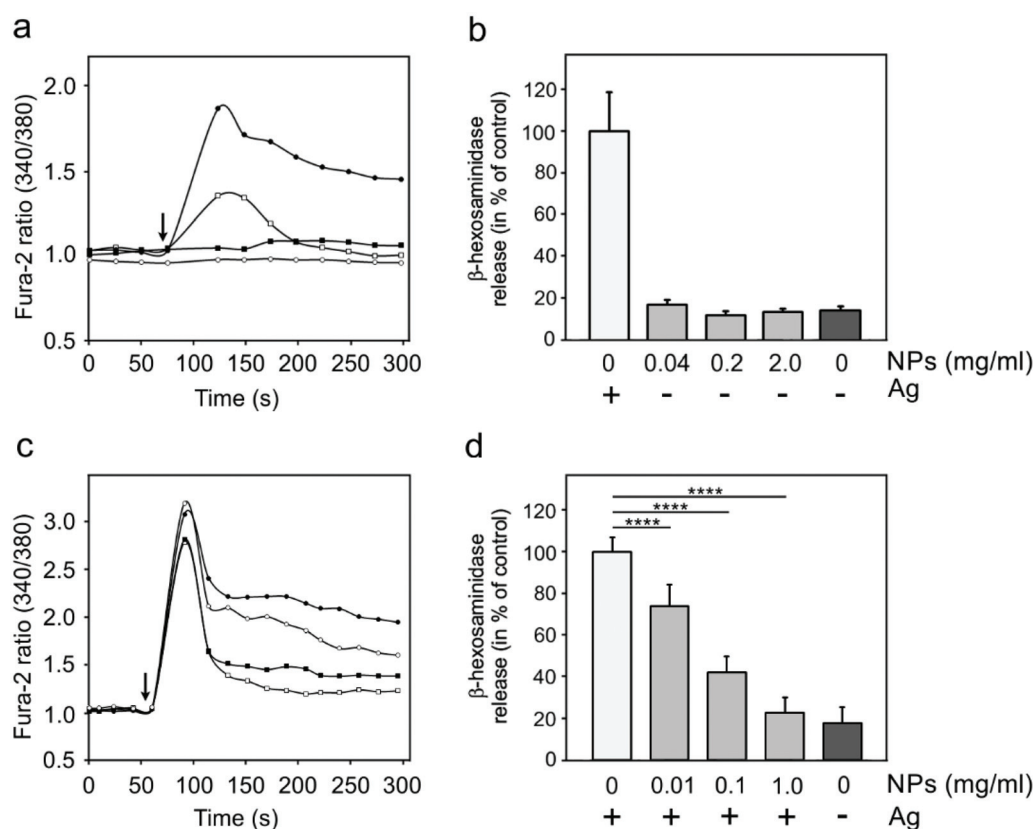 a
Fura-2 ratio (340/380)
2.0
1.5
1.0
0.5
0 50 100 150 200 250 300
Time (s)
b
β-hexosaminidase
release (in % of control)
120
100
80
60
40
20
0
0 0.04 0.2 2.0 0 NPs (mg/ml)
+ - - - - Ag
c
Fura-2 ratio (340/380)
3.0
2.5
2.0
1.0
0.5
0 50 100 150 200 250 300
Time (s)
d
β-hexosaminidase
release (in % of control)
120
100
80
60
40
20
0
****
****
****
0 0.01 0.1 1.0 0 NPs (mg/ml)
+ + + + - Ag